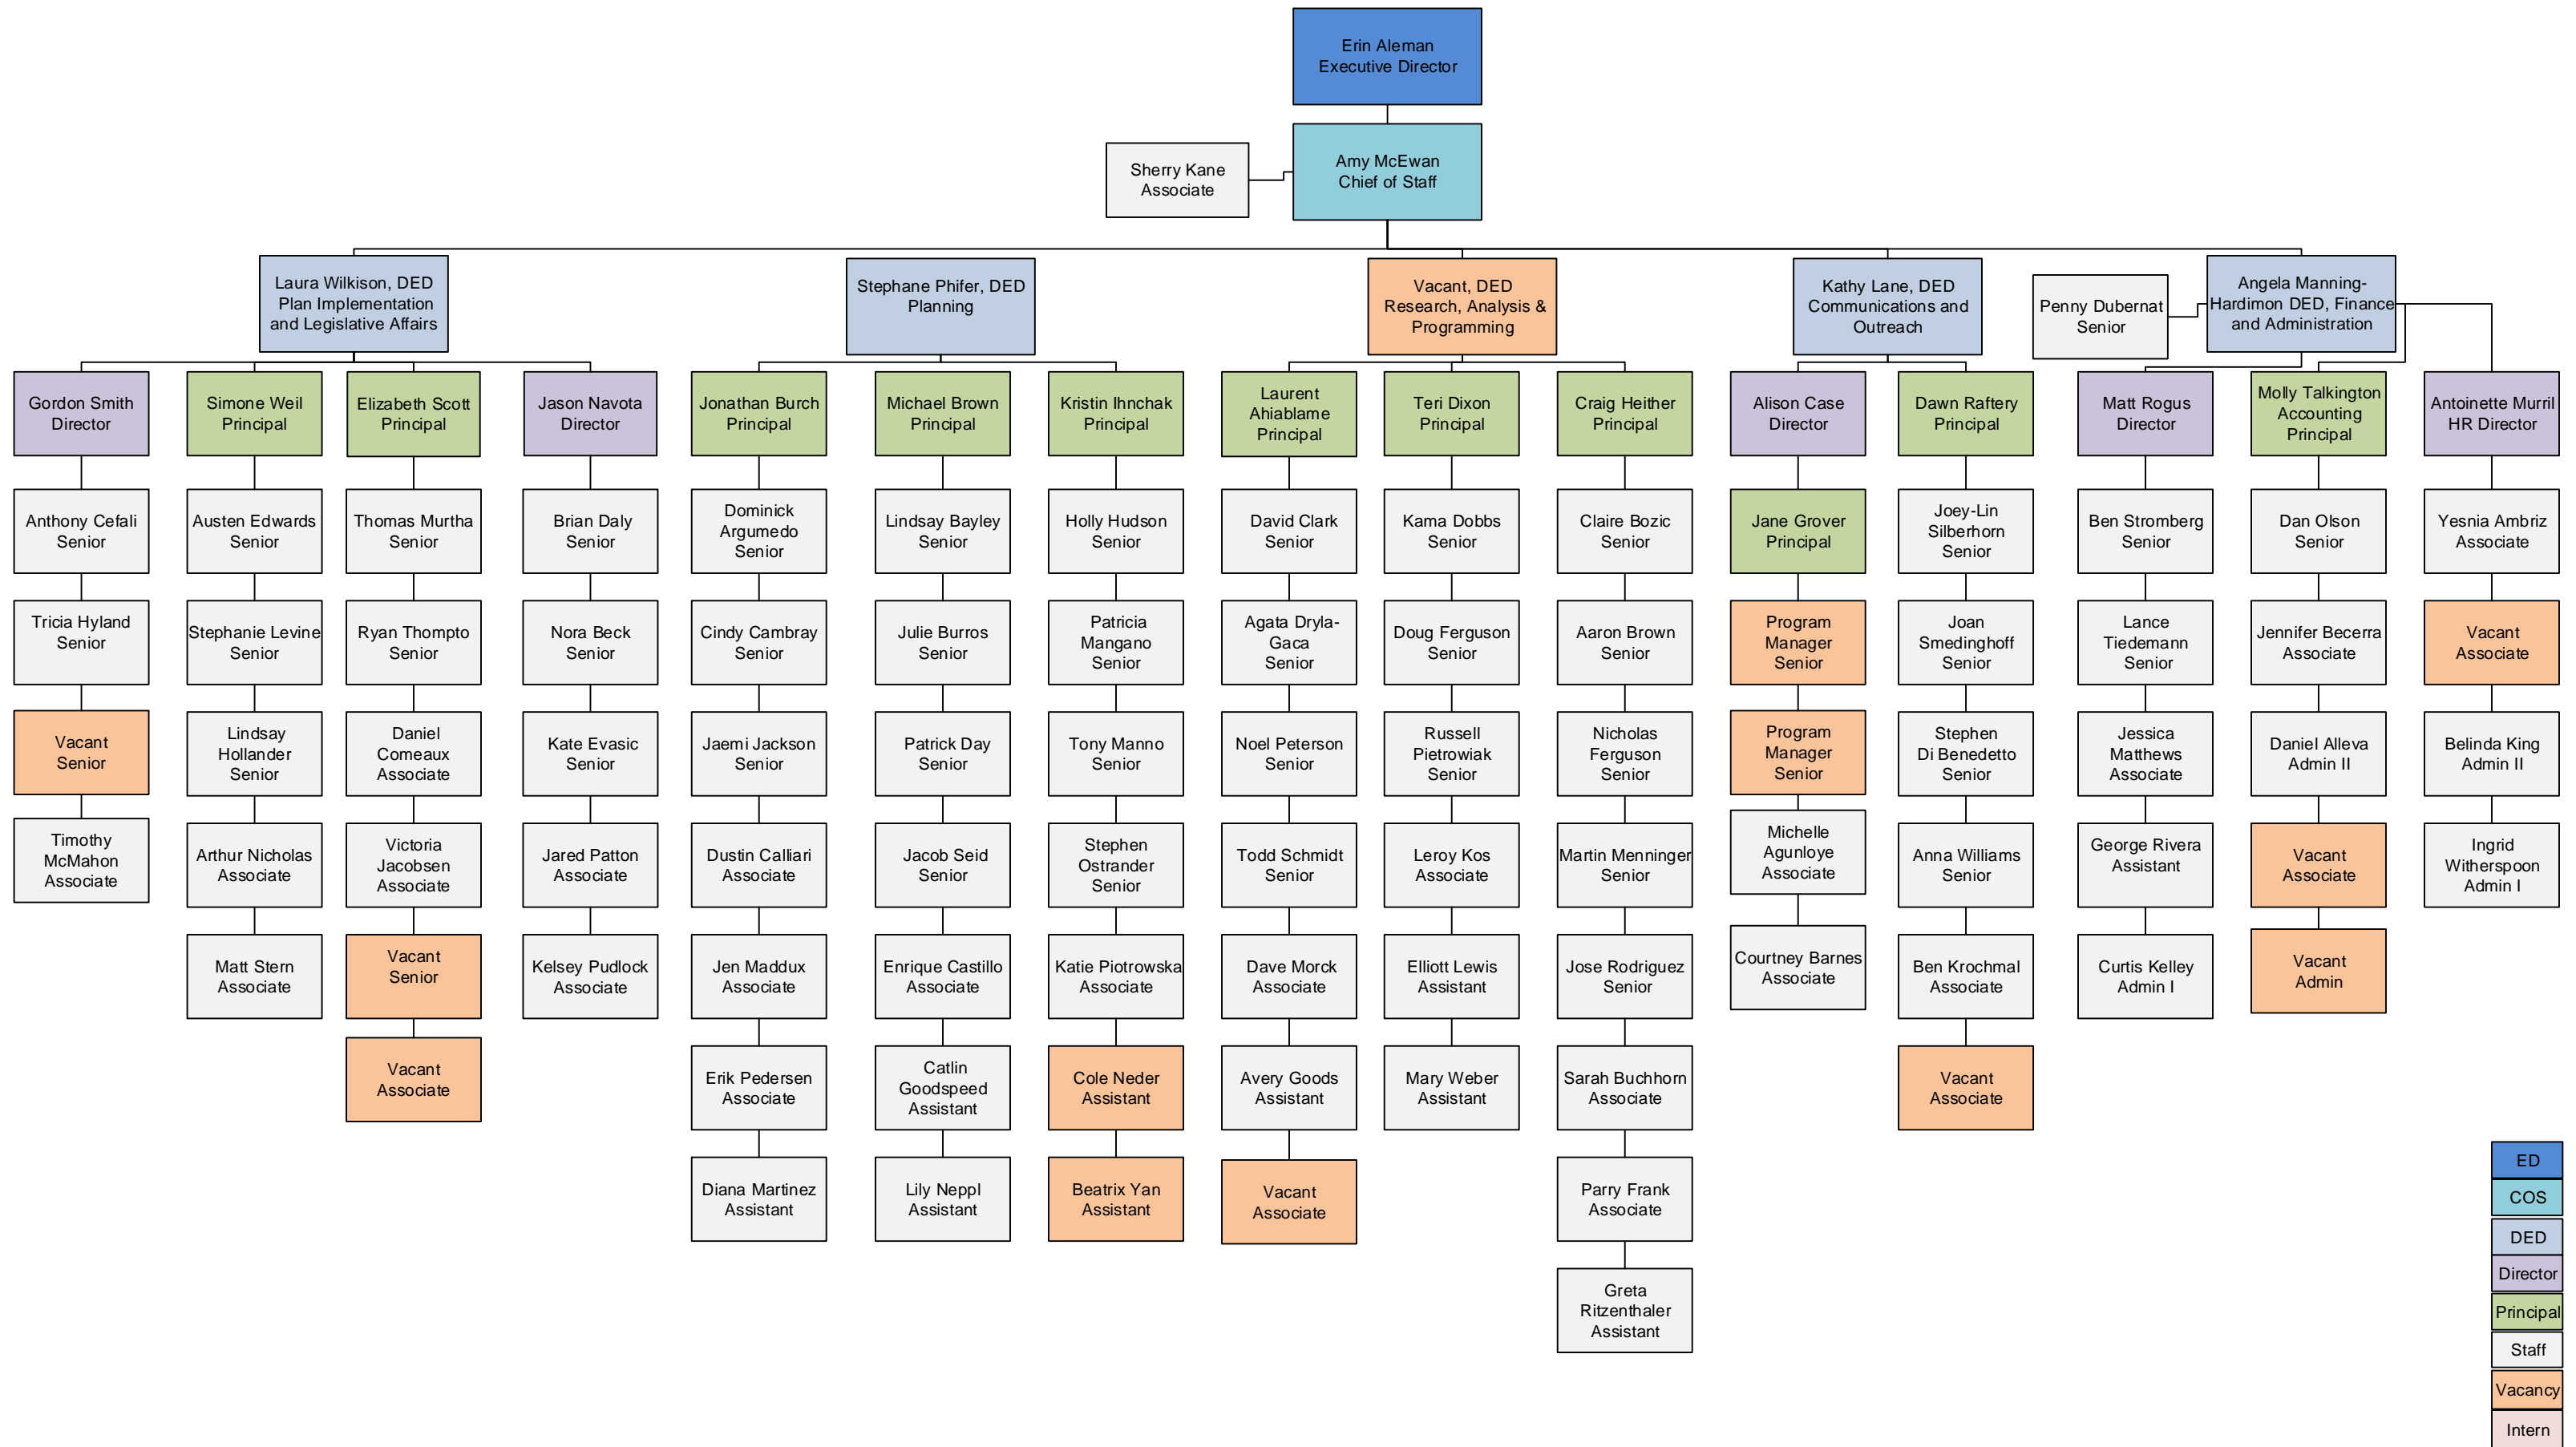 Erin Aleman
Executive Director
Amy McEwan
Chief of Staff
Sherry Kane
Associate
Laura Wilkison, DED
Plan Implementation
and Legislative Affairs
Stephane Phifer, DED
Planning
Vacant, DED
Research, Analysis &
Programming
Kathy Lane, DED
Communications and
Outreach
Penny Dubernat
Senior
Angela Manning-
Hardimon DED, Finance
and Administration
Gordon Smith
Director
Anthony Cefali
Senior
Tricia Hyland
Senior
Vacant
Senior
Timothy
McMahon
Associate
Simone Weil
Principal
Austen Edwards
Senior
Stephanie Levine
Senior
Lindsay
Hollander
Senior
Arthur Nicholas
Associate
Matt Stern
Associate
Elizabeth Scott
Principal
Thomas Murtha
Senior
Ryan Thompto
Senior
Daniel
Comeaux
Associate
Victoria
Jacobsen
Associate
Vacant
Senior
Vacant
Associate
Jason Navota
Director
Brian Daly
Senior
Nora Beck
Senior
Kate Evasic
Senior
Jared Patton
Associate
Kelsey Pudlock
Associate
Jonathan Burch
Principal
Dominick
Argumedo
Senior
Cindy Cambray
Senior
Jaemi Jackson
Senior
Dustin Calliari
Associate
Jen Maddux
Associate
Erik Pedersen
Associate
Diana Martinez
Assistant
Michael Brown
Principal
Lindsay Bayley
Senior
Julie Burros
Senior
Patrick Day
Senior
Jacob Seid
Senior
Enrique Castillo
Associate
Catlin
Goodspeed
Assistant
Lily Neppl
Assistant
Kristin Ihnchak
Principal
Holly Hudson
Senior
Patricia
Mangano
Senior
Tony Manno
Senior
Stephen
Ostrander
Senior
Katie Piotrowska
Associate
Cole Neder
Assistant
Beatrix Yan
Assistant
Laurent
Ahiablame
Principal
David Clark
Senior
Agata Dryla-
Gaca
Senior
Noel Peterson
Senior
Todd Schmidt
Senior
Dave Morck
Associate
Avery Goods
Assistant
Vacant
Associate
Teri Dixon
Principal
Kama Dobbs
Senior
Doug Ferguson
Senior
Russell
Pietrowiak
Senior
Leroy Kos
Associate
Elliott Lewis
Assistant
Mary Weber
Assistant
Craig Heither
Principal
Claire Bozic
Senior
Aaron Brown
Senior
Nicholas
Ferguson
Senior
Martin Menninger
Senior
Jose Rodriguez
Senior
Sarah Buchhorn
Associate
Parry Frank
Associate
Greta
Ritzenthaler
Assistant
Alison Case
Director
Jane Grover
Principal
Program
Manager
Senior
Program
Manager
Senior
Michelle
Agunloye
Associate
Courtney Barnes
Associate
Dawn Raftery
Principal
Joey-Lin
Silberhorn
Senior
Joan
Smedinghoff
Senior
Stephen
Di Benedetto
Senior
Anna Williams
Senior
Ben Krochmal
Associate
Vacant
Associate
Matt Rogus
Director
Ben Stromberg
Senior
Lance
Tiedemann
Senior
Jessica
Matthews
Associate
George Rivera
Assistant
Curtis Kelley
Admin I
Molly Talkington
Accounting
Principal
Dan Olson
Senior
Jennifer Becerra
Associate
Daniel Alleva
Admin II
Vacant
Associate
Vacant
Admin
Antoinette Murril
HR Director
Yesnia Ambriz
Associate
Vacant
Associate
Belinda King
Admin II
Ingrid
Witherspoon
Admin I
ED
COS
DED
Director
Principal
Staff
Vacancy
Intern